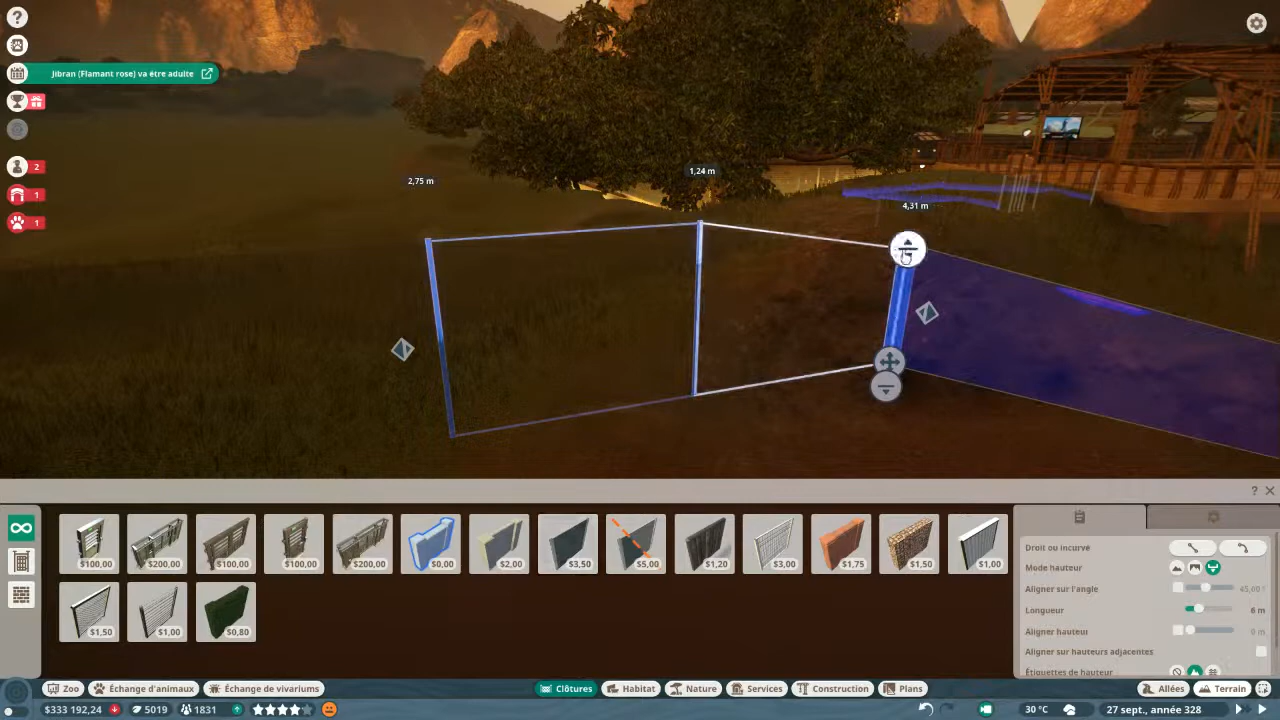 ?
Jibran (Flamant rose) va être adulte
2
1
1
2,75 m
1,24 m
4,31 m
?
$100,00
$200,00
$100,00
$100,00
$200,00
$0,00
$2,00
$3,50
$5,00
$1,20
$3,00
$1,75
$1,50
$1,00
$1,50
$1,00
$0,80
Droit ou incurvé
Mode hauteur
Aligner sur l'angle
Longueur
6 m
Aligner hauteur
0 m
Aligner sur hauteurs adjacentes
Étiquettes de hauteur
Zoo
Échange d'animaux
Échange de vivariums
Clôtures
Habitat
Nature
Services
Construction
Plans
Allées
Terrain
$333 192,24
5019
1831
30 °C
27 sept., année 328